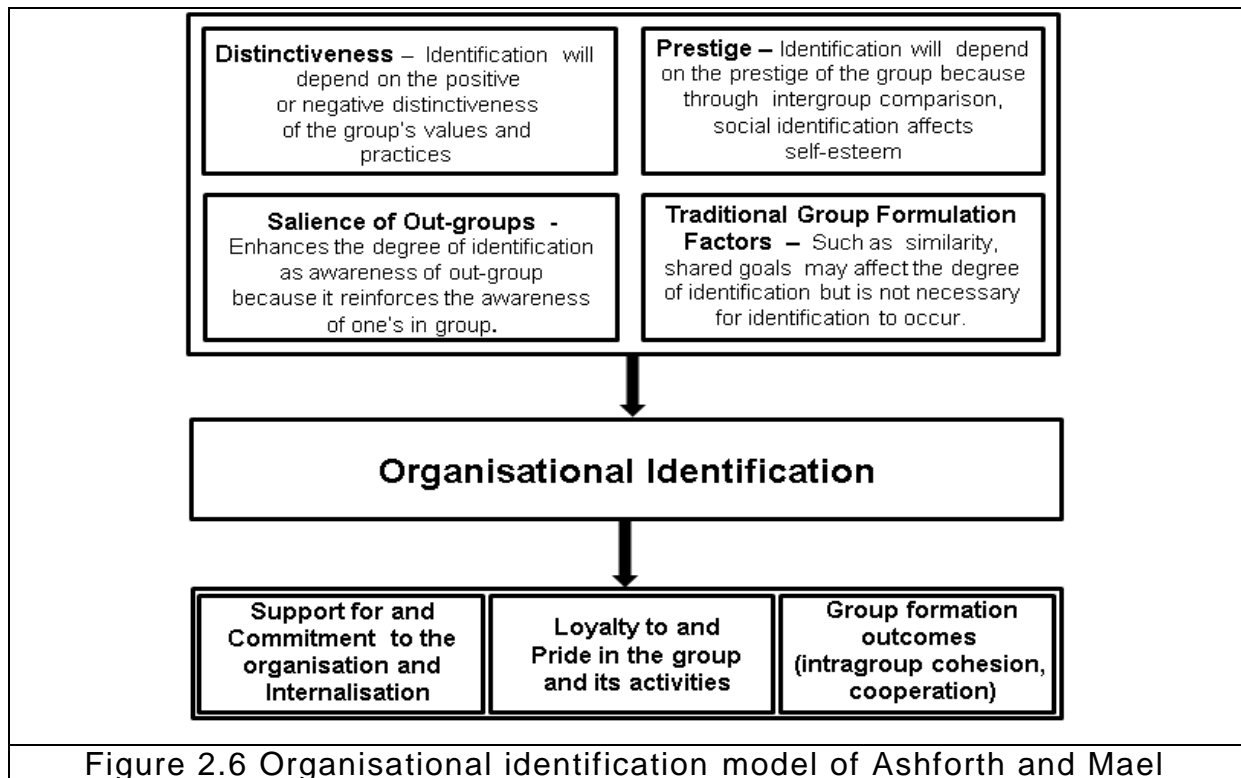 Distinctiveness – Identification will
depend on the positive
or negative distinctiveness
of the group's values and
practices
Prestige – Identification will depend
on the prestige of the group because
through intergroup comparison,
social identification affects
self-esteem
Salience of Out-groups -
Enhances the degree of identification
as awareness of out-group
because it reinforces the awareness
of one's in group.
Traditional Group Formulation
Factors – Such as similarity,
shared goals may affect the degree
of identification but is not necessary
for identification to occur.
Organisational Identification
Support for and
Commitment to the
organisation and
Internalisation
Loyalty to and
Pride in the group
and its activities
Group formation
outcomes
(intragroup cohesion,
cooperation)
Figure 2.6 Organisational identification model of Ashforth and Mael